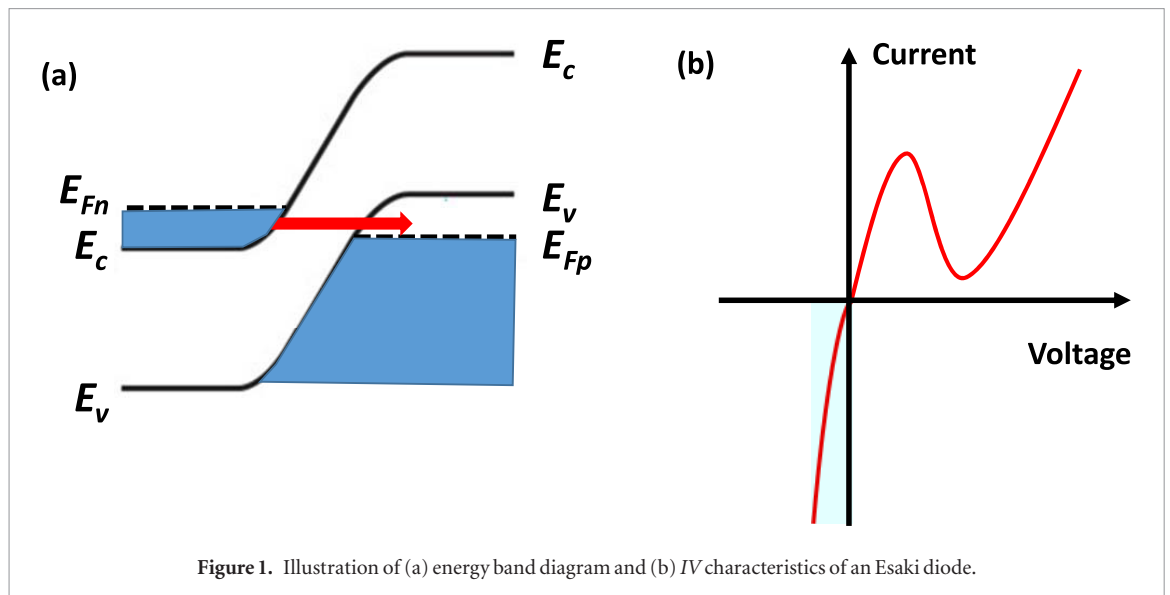 (a)
E_c
E_Fn
E_c
E_v
E_Fp
E_v
(b)
Current
Voltage
Figure 1. Illustration of (a) energy band diagram and (b) IV characteristics of an Esaki diode.